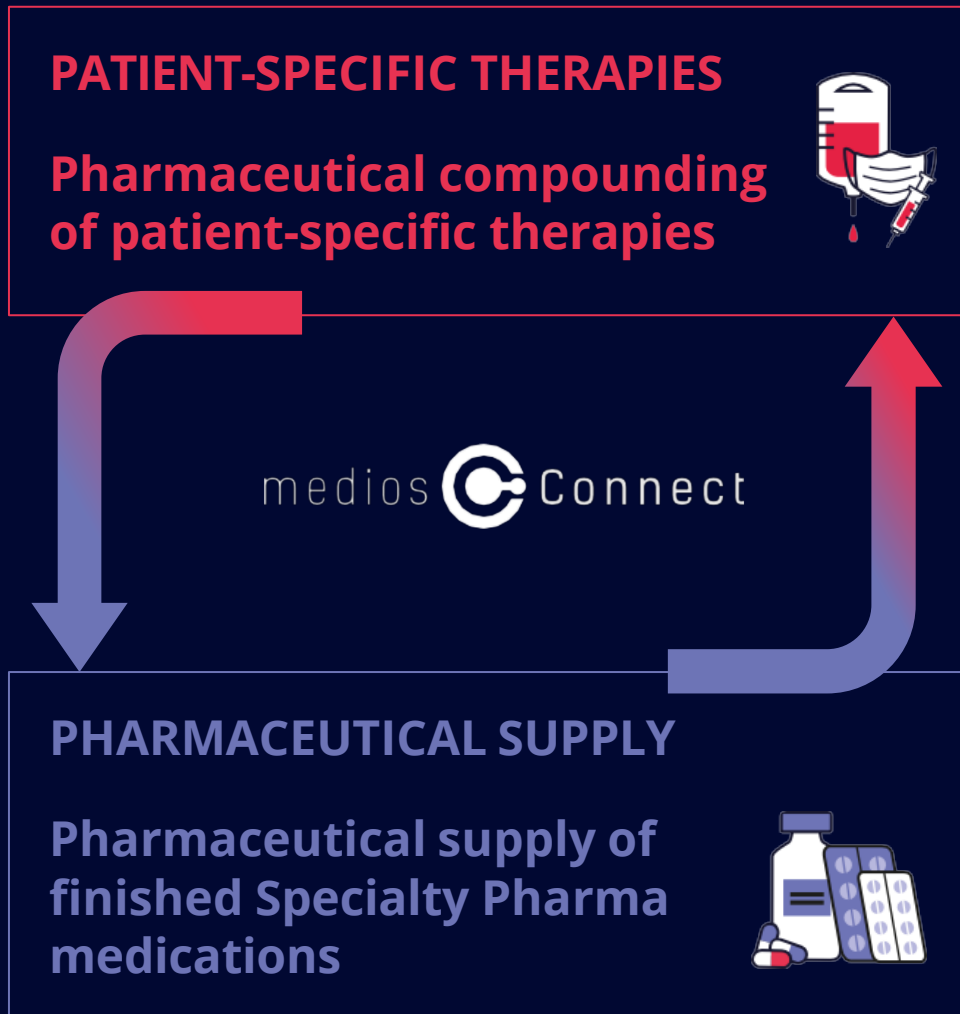 PATIENT-SPECIFIC THERAPIES
Pharmaceutical compounding
of patient-specific therapies
medios Connect
PHARMACEUTICAL SUPPLY
Pharmaceutical supply of
finished Specialty Pharma
medications